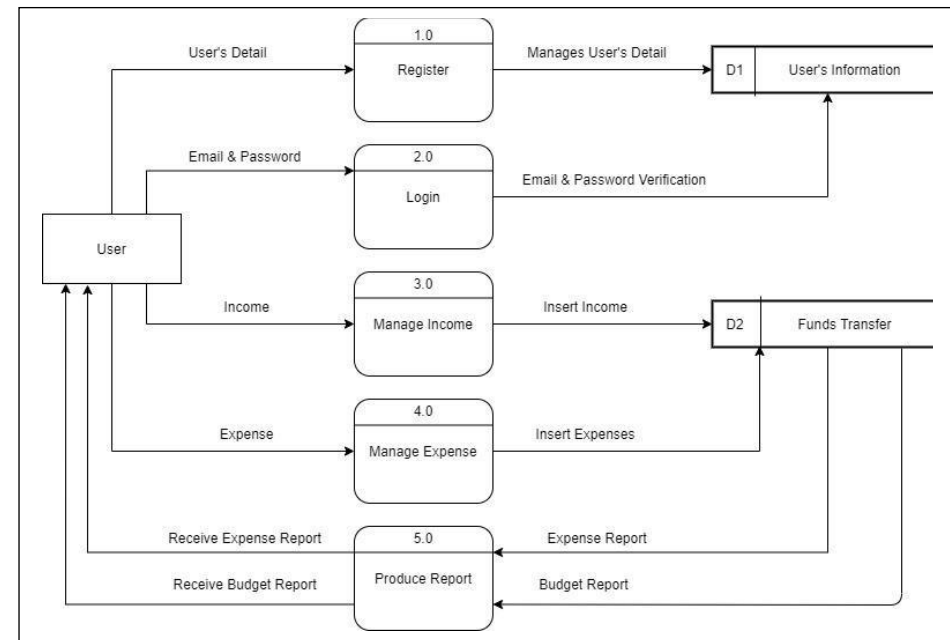 1.0
User's Detail
Manages User's Detail
Register
D1
User's Information
Email & Password
2.0
Email & Password Verification
Login
User
3.0
Income
Insert Income
Manage Income
D2
Funds Transfer
4.0
Expense
Insert Expenses
Manage Expense
Receive Expense Report
5.0
Expense Report
Receive Budget Report
Produce Report
Budget Report